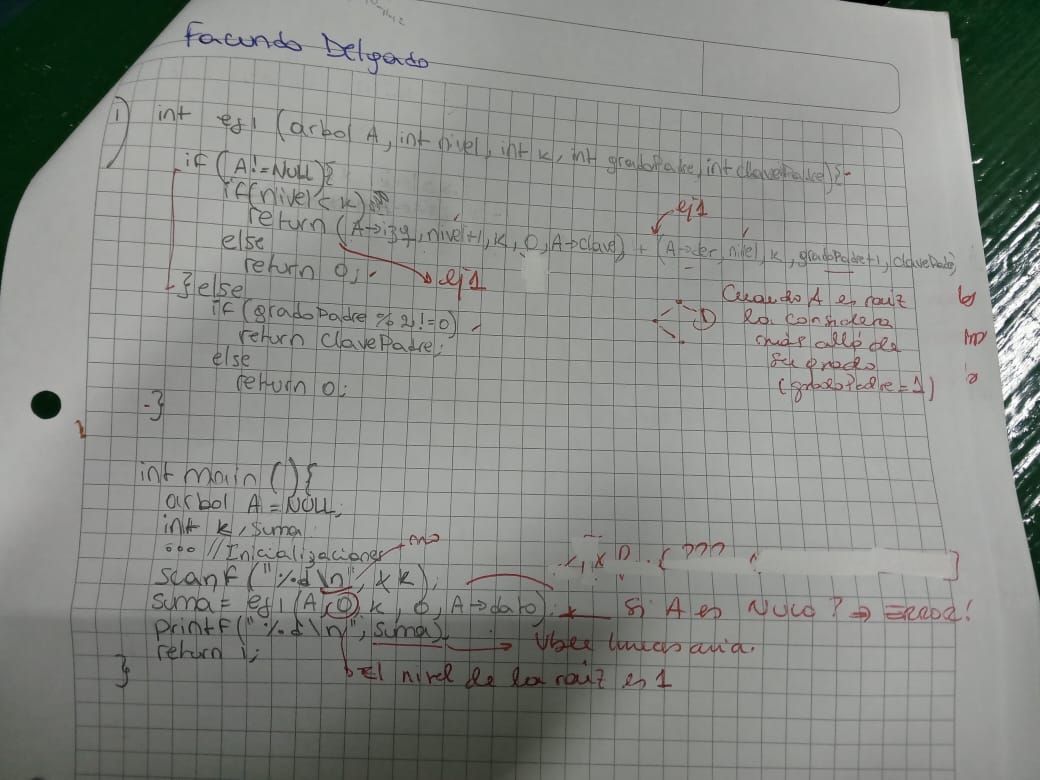 Facundo Delgado
1) int ej1 (arbol A, int nivel, int k, int gradoPadre, int clavePadre){
if (A!=NULL){
if(nivel<k)
ej1
return (A→izq, nivel+1, k, 0, A→clave) + (A→der, nivel, k, gradoPadre+1, clavePadre)
else
return 0;
ej1
}else
if (gradoPadre %2!=0)
return clavePadre;
else
return 0;
}
Cuando A es raiz
la considera
más allá de
su grado
(gradoPadre=1)
int main (){
arbol A = NULL;
int k, suma
ooo //Inicializaciones
scanf ("%d\n", &k);
suma = ej1 (A, 0, k, 0, A→dato); Si A es NULO? ⇒ ERROR!
printf ("%d\n", suma);
return 1;
}
El nivel de la raiz es 1